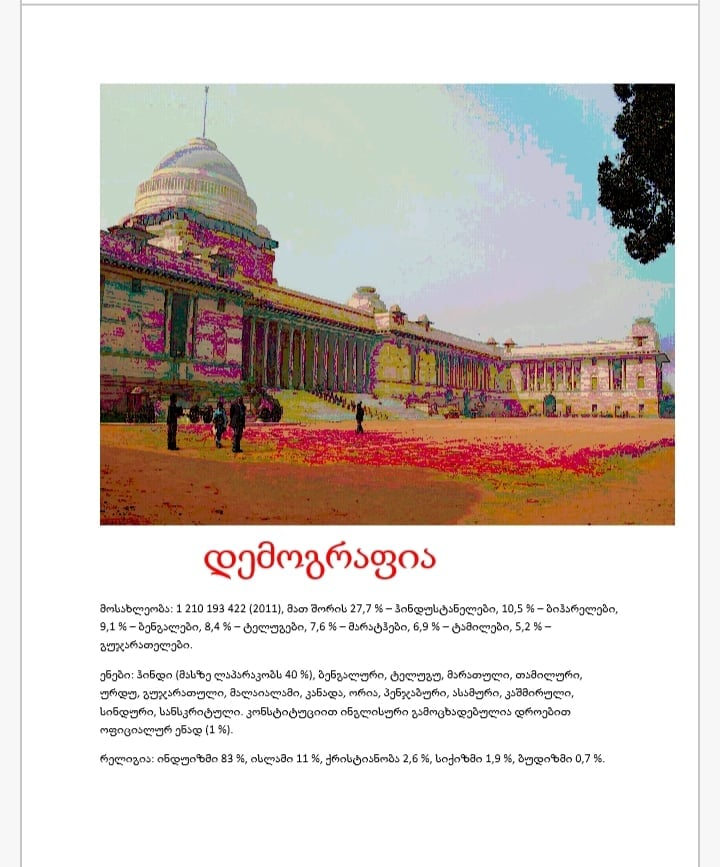 დემოგრაფია
მოსახლეობა: 1 210 193 422 (2011), მათ შორის 27,7 % – ჰინდუსტანელები, 10,5 % – ბიჰარელები,
9,1 % – ბენგალები, 8,4 % – ტელუგები, 7,6 % – მარატჰები, 6,9 % – ტამილები, 5,2 % –
გუჯარათელები.
ენები: ჰინდი (მასზე ლაპარაკობს 40 %), ბენგალური, ტელუგუ, მარათული, თამილური,
ურდუ, გუჯარათული, მალაიალამი, კანადა, ორია, პენჯაბური, ასამური, კაშმირული,
სინდური, სანსკრიტული. კონსტიტუციით ინგლისური გამოცხადებულია დროებით
ოფიციალურ ენად (1 %).
რელიგია: ინდუიზმი 83 %, ისლამი 11 %, ქრისტიანობა 2,6 %, სიქიზმი 1,9 %, ბუდიზმი 0,7 %.